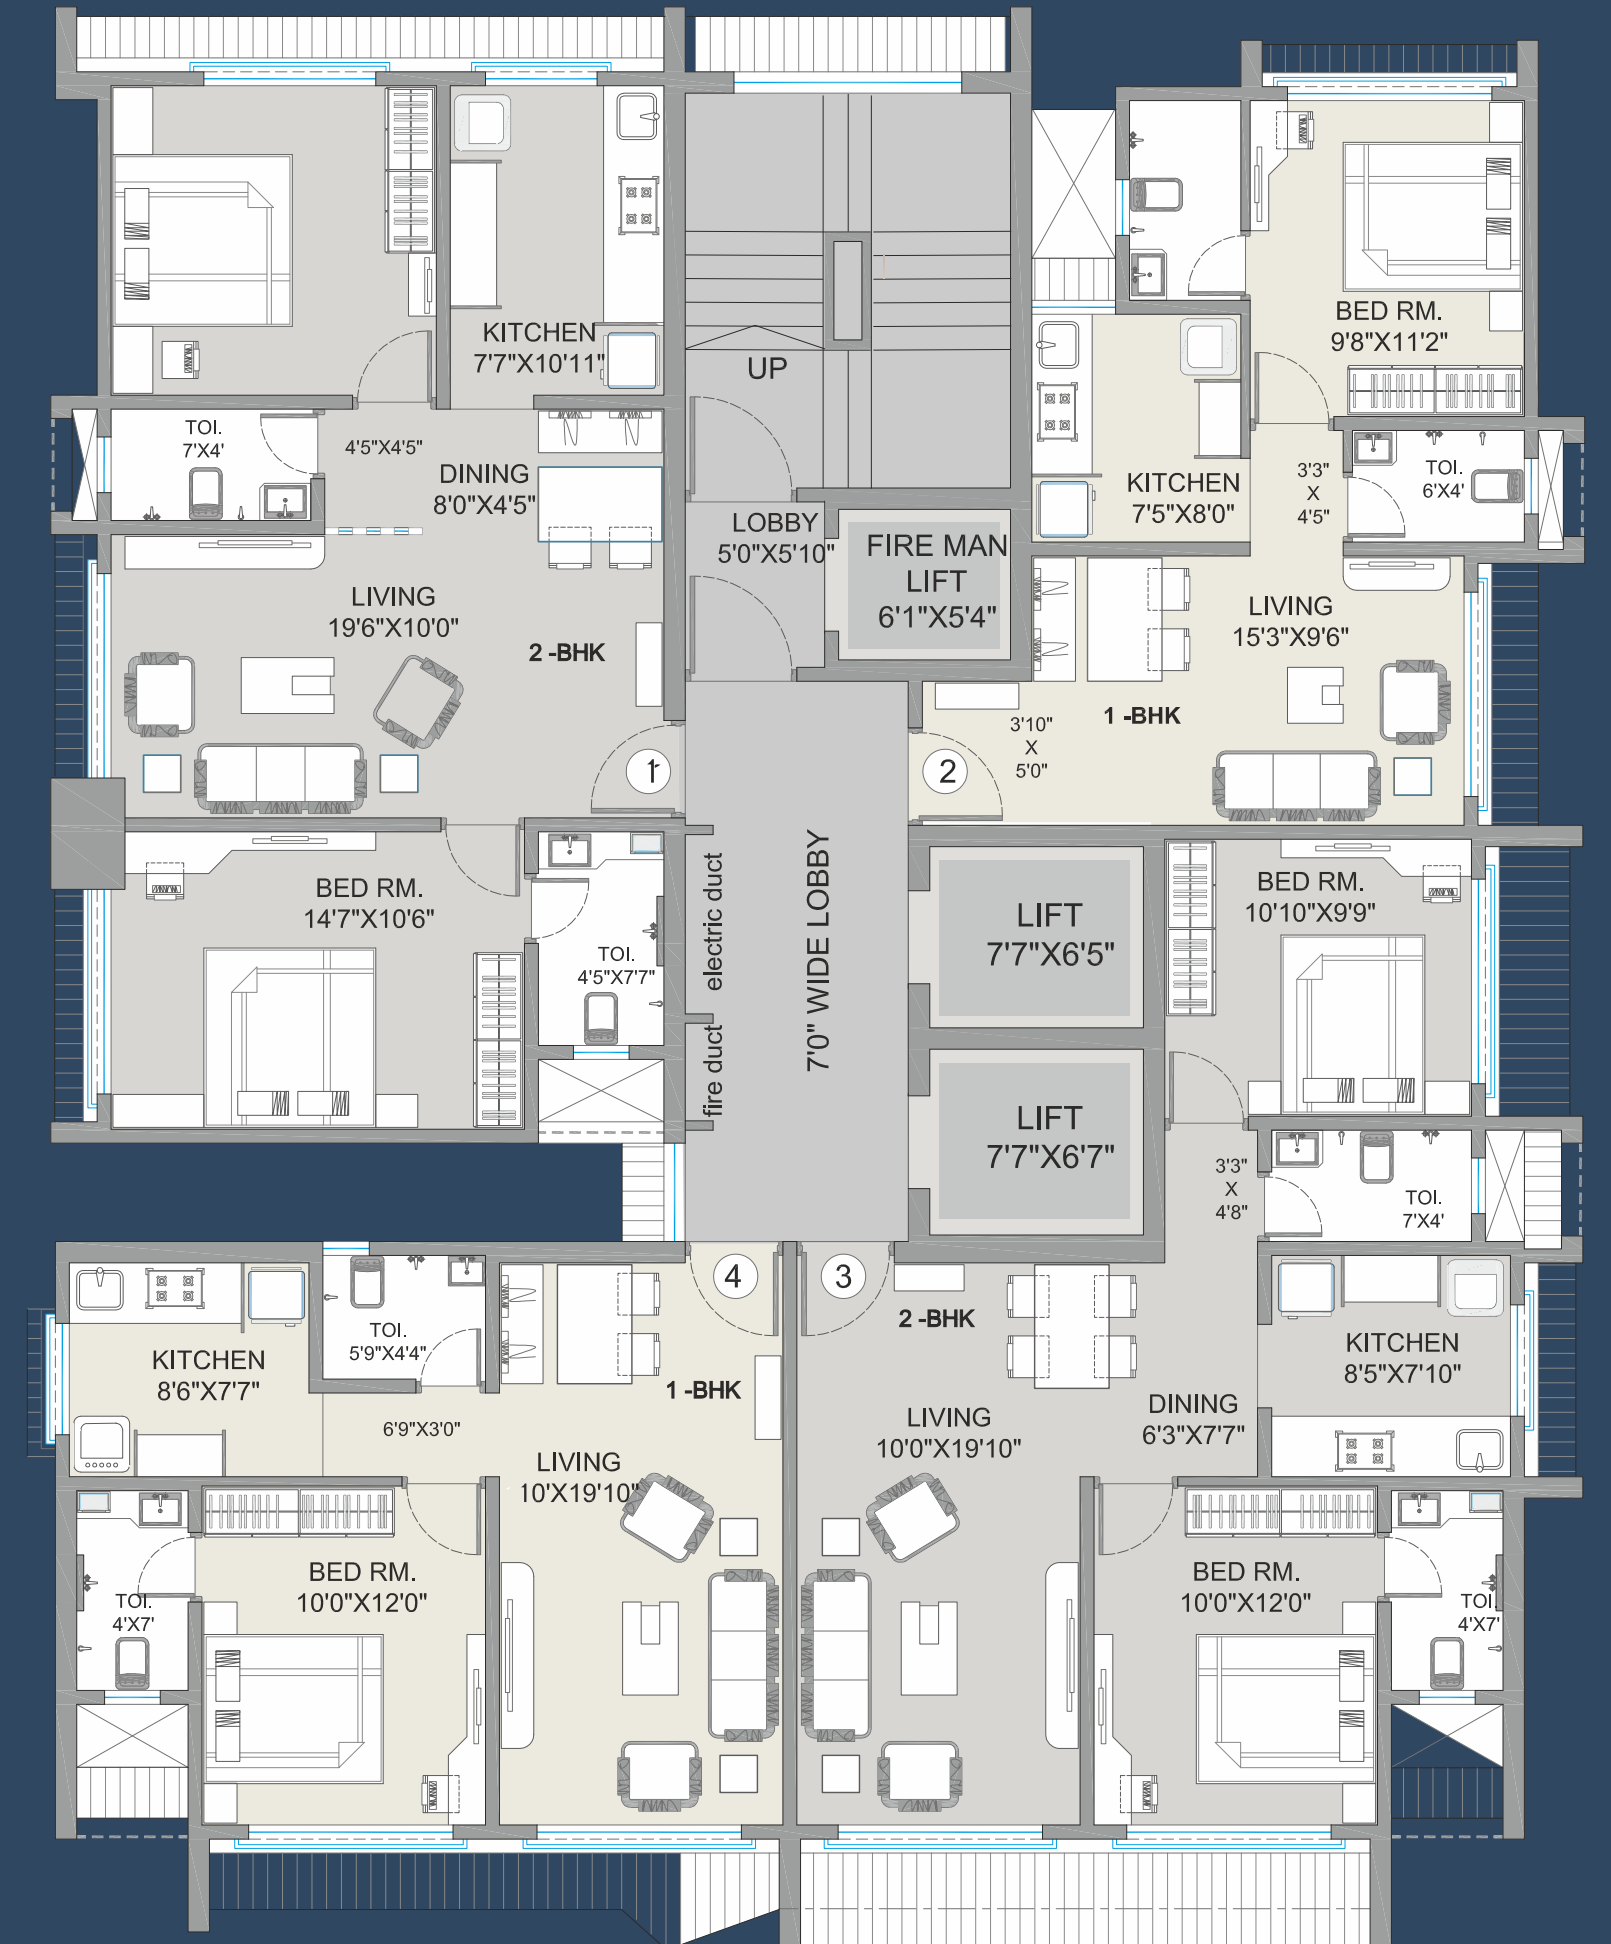 KITCHEN
7'7"X10'11"
UP
BED RM.
9'8"X11'2"
TOI.
7'X4'
4'5"X4'5"
DINING
8'0"X4'5"
LOBBY
5'0"X5'10"
FIRE MAN
LIFT
6'1"X5'4"
KITCHEN
7'5"X8'0"
3'3"
X
4'5"
TOI.
6'X4'
LIVING
19'6"X10'0"
2 -BHK
LIVING
15'3"X9'6"
1 -BHK
3'10"
X
5'0"
1
2
BED RM.
14'7"X10'6"
TOI.
4'5"X7'7"
electric duct
fire duct
7'0" WIDE LOBBY
LIFT
7'7"X6'5"
LIFT
7'7"X6'7"
BED RM.
10'10"X9'9"
3'3"
X
4'8"
TOI.
7'X4'
4
3
KITCHEN
8'6"X7'7"
TOI.
5'9"X4'4"
1 -BHK
6'9"X3'0"
LIVING
10'X19'10"
2 -BHK
LIVING
10'0"X19'10"
DINING
6'3"X7'7"
KITCHEN
8'5"X7'10"
TOI.
4'X7'
BED RM.
10'0"X12'0"
BED RM.
10'0"X12'0"
TOI.
4'X7'